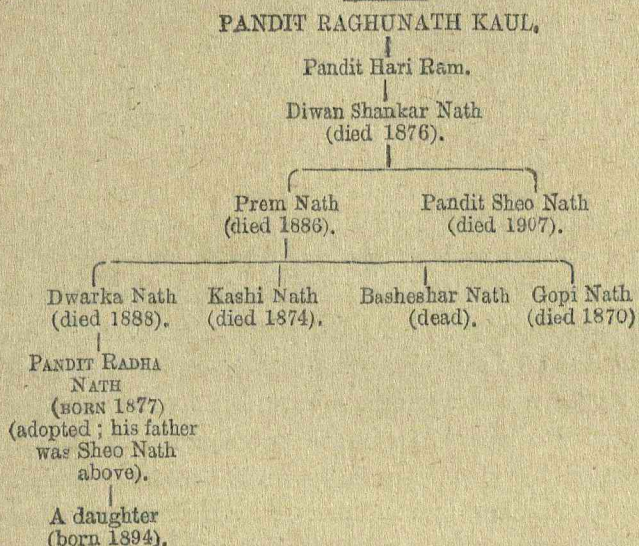 PANDIT RAGHUNATH KAUL.
Pandit Hari Ram.
Diwan Shankar Nath
(died 1876).
Prem Nath Pandit Sheo Nath
(died 1886). (died 1907).
Dwarka Nath Kashi Nath Basheshar Nath Gopi Nath
(died 1888). (died 1874). (dead). (died 1870)
PANDIT RADHA
NATH
(BORN 1877)
(adopted ; his father
was Sheo Nath
above).
A daughter
(born 1894).